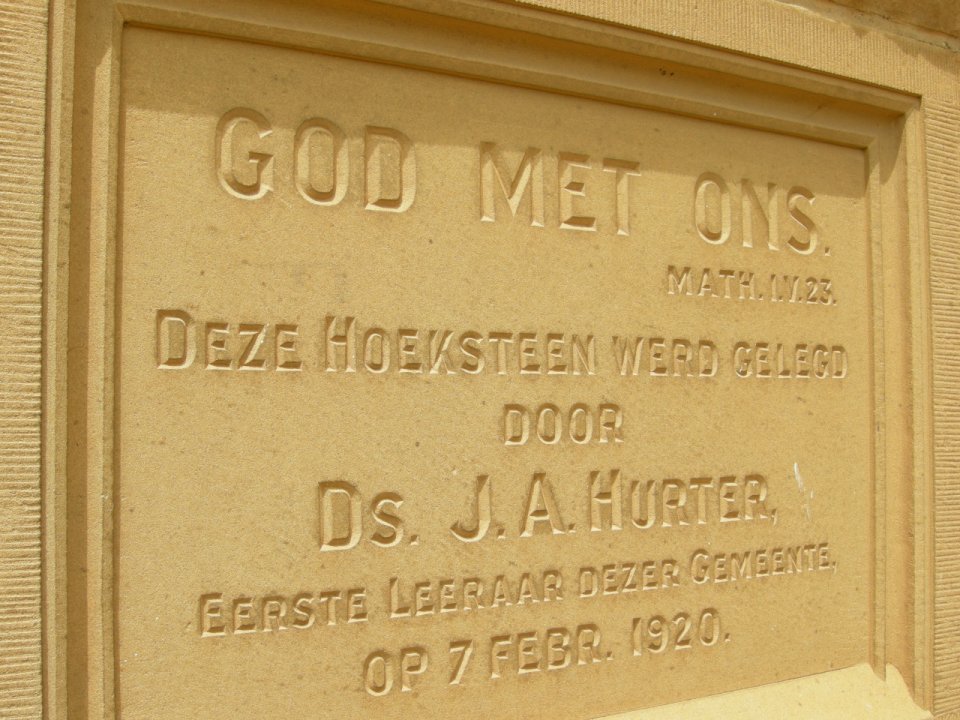 GOD MET ONS.
MATH. I.V.23.
DEZE HOEKSTEEN WERD GELEGD
DOOR
DS. J. A. HURTER,
EERSTE LEERAAR DEZER GEMEENTE,
OP 7 FEBR. 1920.